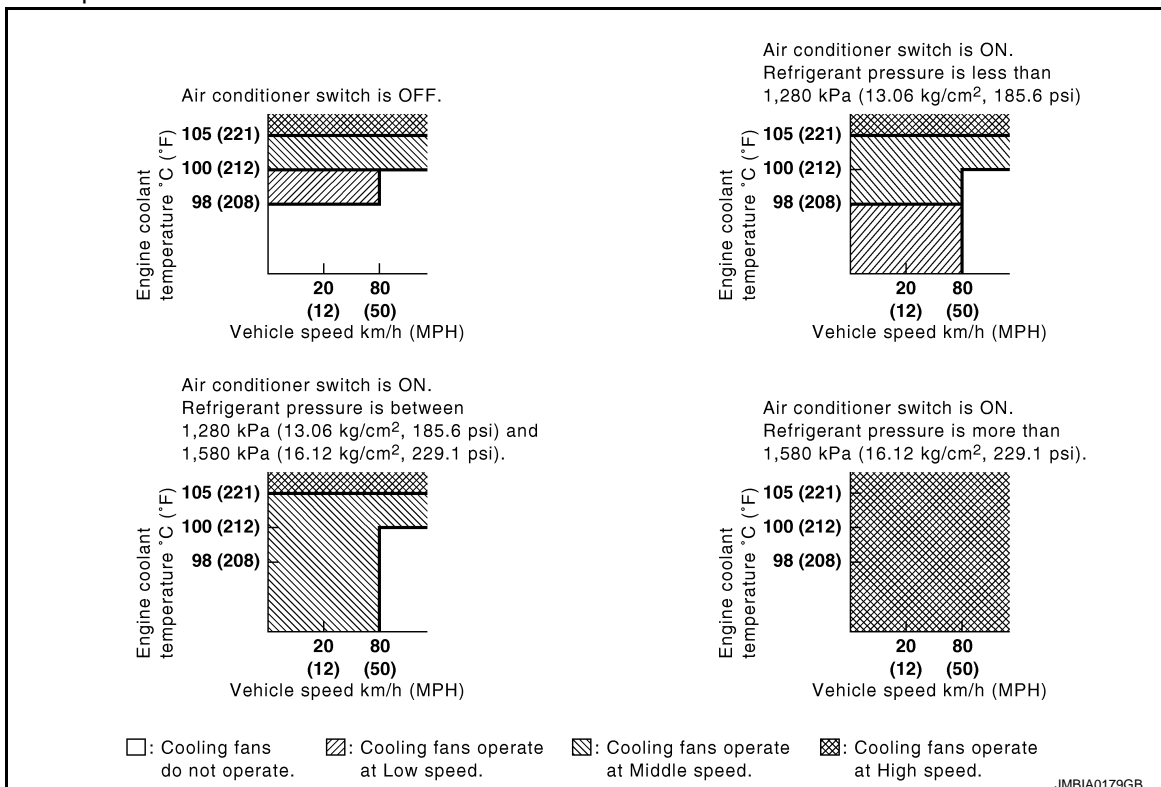 Air conditioner switch is OFF.
Engine coolant
temperature ˚C (˚F)
105 (221)
100 (212)
98 (208)
20
(12)
80
(50)
Vehicle speed km/h (MPH)
Air conditioner switch is ON.
Refrigerant pressure is less than
1,280 kPa (13.06 kg/cm², 185.6 psi)
Engine coolant
temperature ˚C (˚F)
105 (221)
100 (212)
98 (208)
20
(12)
80
(50)
Vehicle speed km/h (MPH)
Air conditioner switch is ON.
Refrigerant pressure is between
1,280 kPa (13.06 kg/cm², 185.6 psi) and
1,580 kPa (16.12 kg/cm², 229.1 psi).
Engine coolant
temperature ˚C (˚F)
105 (221)
100 (212)
98 (208)
20
(12)
80
(50)
Vehicle speed km/h (MPH)
Air conditioner switch is ON.
Refrigerant pressure is more than
1,580 kPa (16.12 kg/cm², 229.1 psi).
Engine coolant
temperature ˚C (˚F)
105 (221)
100 (212)
98 (208)
20
(12)
80
(50)
Vehicle speed km/h (MPH)
: Cooling fans
do not operate.
: Cooling fans operate
at Low speed.
: Cooling fans operate
at Middle speed.
: Cooling fans operate
at High speed.
JMBIA0179GB